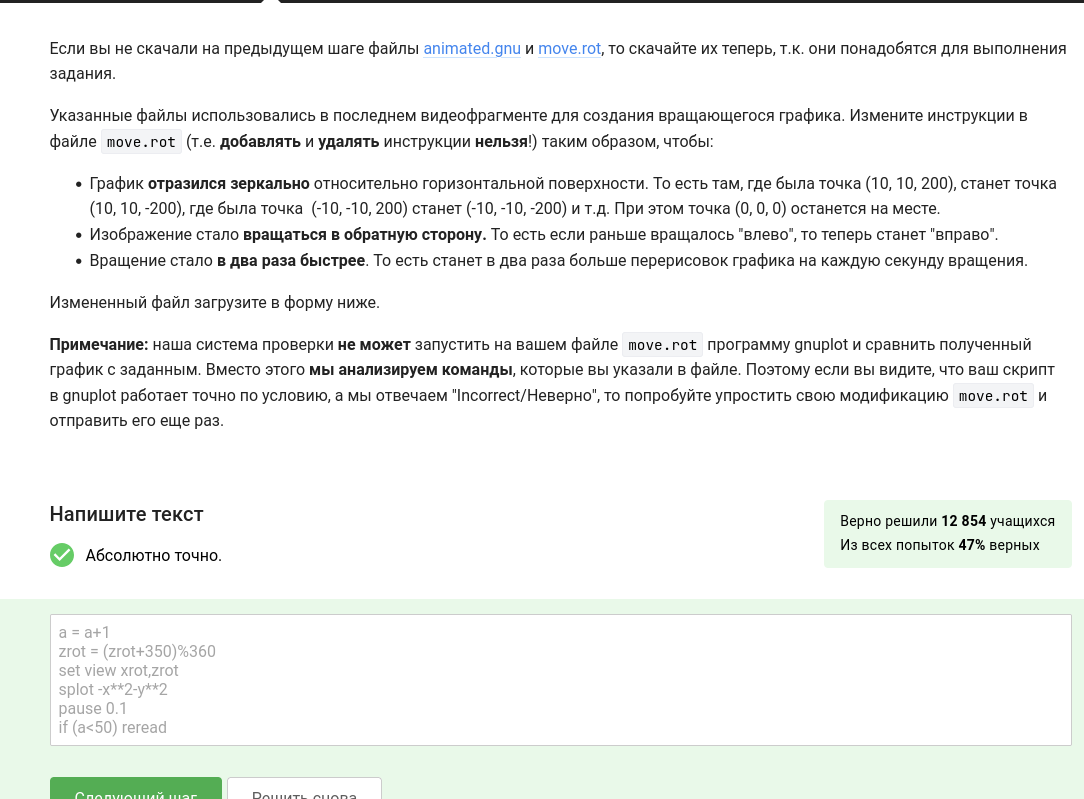 Если вы не скачали на предыдущем шаге файлы animated.gnu и move.rot, то скачайте их теперь, т.к. они понадобятся для выполнения
задания.
Указанные файлы использовались в последнем видеофрагменте для создания вращающегося графика. Измените инструкции в
файле move.rot (т.е. добавлять и удалять инструкции нельзя!) таким образом, чтобы:
• График отразился зеркально относительно горизонтальной поверхности. То есть там, где была точка (10, 10, 200), станет точка
(10, 10, -200), где была точка (-10, -10, 200) станет (-10, -10, -200) и т.д. При этом точка (0, 0, 0) останется на месте.
• Изображение стало вращаться в обратную сторону. То есть если раньше вращалось "влево", то теперь станет "вправо".
• Вращение стало в два раза быстрее. То есть станет в два раза больше перерисовок графика на каждую секунду вращения.
Измененный файл загрузите в форму ниже.
Примечание: наша система проверки не может запустить на вашем файле move.rot программу gnuplot и сравнить полученный
график с заданным. Вместо этого мы анализируем команды, которые вы указали в файле. Поэтому если вы видите, что ваш скрипт
в gnuplot работает точно по условию, а мы отвечаем "Incorrect/Неверно", то попробуйте упростить свою модификацию move.rot и
отправить его еще раз.
Напишите текст
Абсолютно точно.
Верно решили 12 854 учащихся
Из всех попыток 47% верных
a = a+1
zrot = (zrot+350)%360
set view xrot,zrot
splot -x**2-y**2
pause 0.1
if (a<50) reread
Следующий шаг
Решить снова